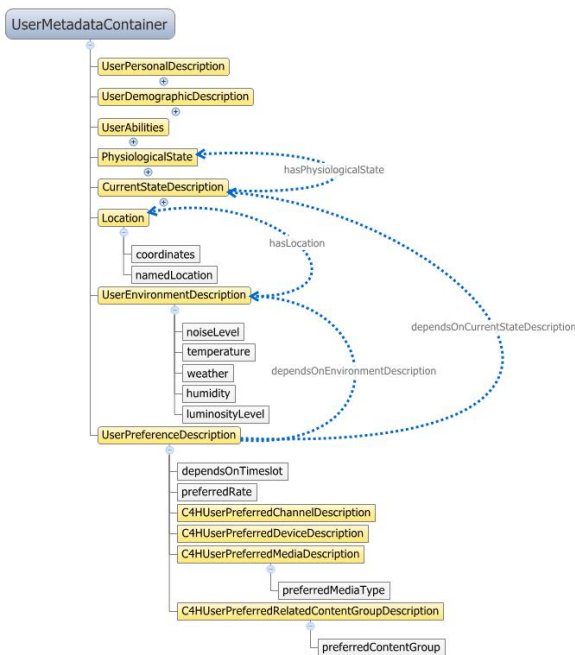 UserMetadataContainer
UserPersonalDescription
UserDemographicDescription
UserAbilities
PhysiologicalState
hasPhysiologicalState
CurrentStateDescription
Location
hasLocation
coordinates
namedLocation
UserEnvironmentDescription
noiseLevel
dependsOnCurrentStateDescription
temperature
weather
dependsOnEnvironmentDescription
humidity
luminosityLevel
UserPreferenceDescription
dependsOnTimeslot
preferredRate
C4HUserPreferredChannelDescription
C4HUserPreferredDeviceDescription
C4HUserPreferredMediaDescription
preferredMediaType
C4HUserPreferredRelatedContentGroupDescription
preferredContentGroup